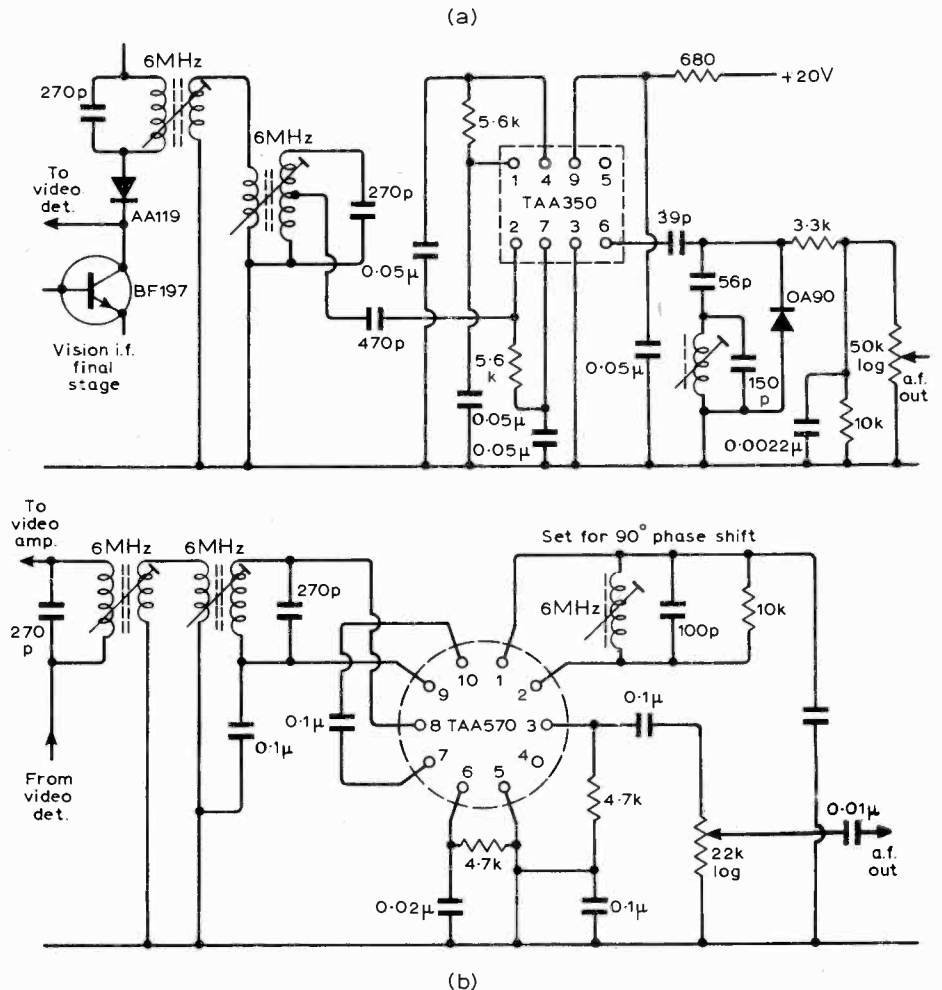 (a)
6MHz
270p
To
video
det.
AA119
BF197
Vision i.f.
final
stage
6MHz
270p
470p
0·05µ
5·6k
5·6
k
0·05µ
0·05µ
1
4
9
5
TAA350
2
7
3
6
680
+20V
39p
3·3k
56p
OA90
150
p
0·05µ
50k
log
a.f.
out
10k
0·0022µ
To
video
amp.
6MHz
6MHz
270
p
270p
From
video
det.
0·1µ
0·1µ
10
1
9
2
8
TAA570
3
7
4
6
5
Set for 90° phase shift
6MHz
100p
10k
0·1µ
4·7k
4·7k
0·02µ
0·1µ
22k
log
0·01µ
a.f.
out
(b)